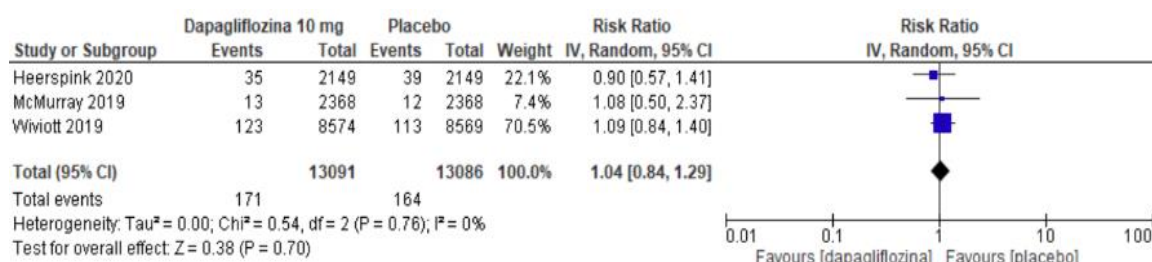 Dapagliflozina 10 mg Placebo Risk Ratio Risk Ratio
Study or Subgroup Events Total Events Total Weight IV, Random, 95% CI IV, Random, 95% CI
Heerspink 2020 35 2149 39 2149 22.1% 0.90 [0.57, 1.41]
McMurray 2019 13 2368 12 2368 7.4% 1.08 [0.50, 2.37]
Wiviott 2019 123 8574 113 8569 70.5% 1.09 [0.84, 1.40]
Total (95% CI) 13091 13086 100.0% 1.04 [0.84, 1.29]
Total events 171 164
Heterogeneity: Tau² = 0.00; Chi² = 0.54, df = 2 (P = 0.76); I² = 0%
Test for overall effect: Z = 0.38 (P = 0.70)
0.01 0.1 1 10 100
Favours [dapagliflozina] Favours [placebo]